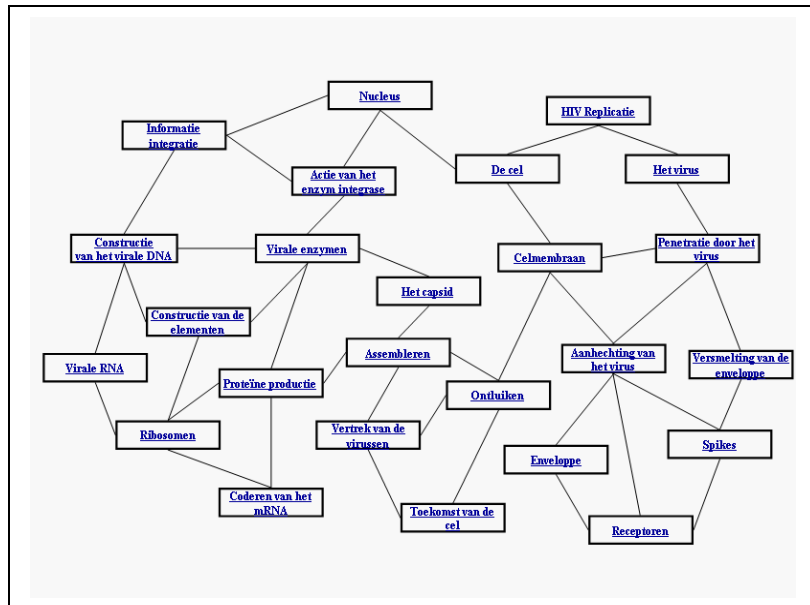 Nucleus
HIV Replicatie
Informatie
integratie
De cel
Het virus
Actie van het
enzym integrase
Constructie
van het virale DNA
Virale enzymen
Celmembraan
Penetratie door het
virus
Het capsid
Constructie van de
elementen
Assembleren
Aanhechting van
het virus
Versmelting van de
enveloppe
Virale RNA
Proteïne productie
Ontluiken
Ribosomen
Vertrek van de
virussen
Spikes
Enveloppe
Coderen van het
mRNA
Toekomst van de
cel
Receptoren